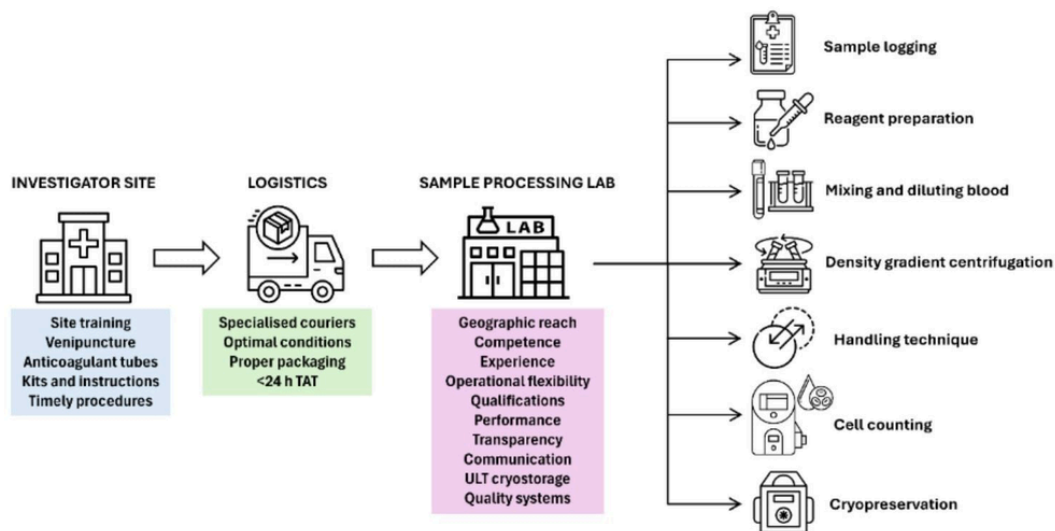 INVESTIGATOR SITE
Site training
Venipuncture
Anticoagulant tubes
Kits and instructions
Timely procedures
LOGISTICS
Specialised couriers
Optimal conditions
Proper packaging
<24 h TAT
SAMPLE PROCESSING LAB
LAB
Geographic reach
Competence
Experience
Operational flexibility
Qualifications
Performance
Transparency
Communication
ULT cryostorage
Quality systems
Sample logging
Reagent preparation
Mixing and diluting blood
Density gradient centrifugation
Handling technique
Cell counting
Cryopreservation